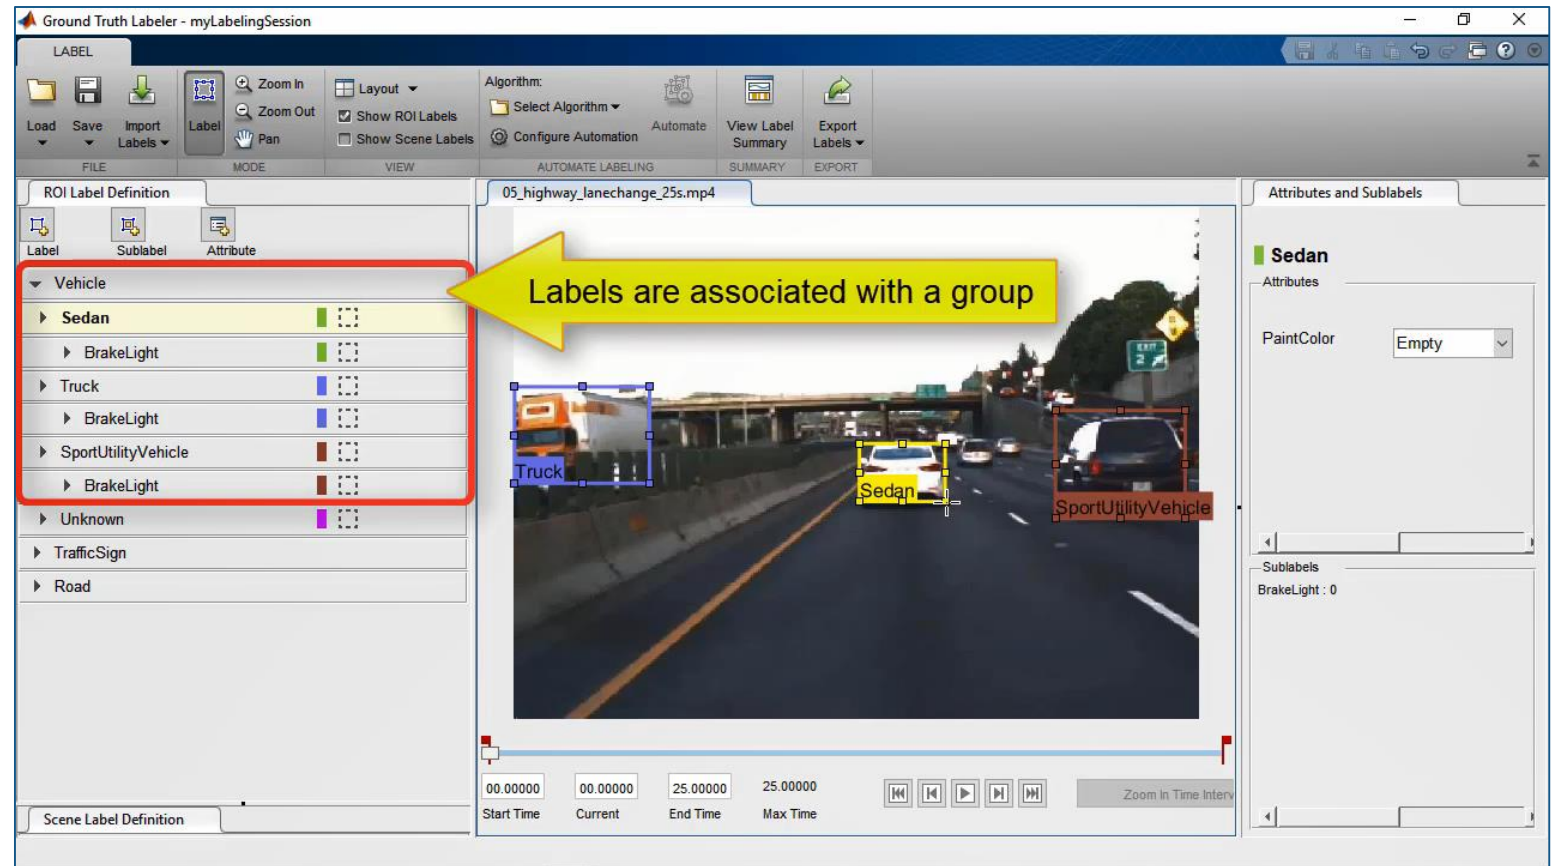 Ground Truth Labeler - myLabelingSession
LABEL
Load
Save
Import
Labels
Label
Zoom In
Zoom Out
Pan
Layout
Show ROI Labels
Show Scene Labels
Algorithm:
Select Algorithm
Configure Automation
Automate
View Label
Summary
Export
Labels
FILE
MODE
VIEW
AUTOMATE LABELING
SUMMARY
EXPORT
ROI Label Definition
Label
Sublabel
Attribute
Vehicle
Sedan
BrakeLight
Truck
BrakeLight
SportUtilityVehicle
BrakeLight
Unknown
TrafficSign
Road
Scene Label Definition
05_highway_lanechange_25s.mp4
Labels are associated with a group
EXIT
2
Truck
Sedan
SportUtilityVehicle
00.00000
00.00000
25.00000
25.00000
Start Time
Current
End Time
Max Time
Zoom In Time Interv
Attributes and Sublabels
Sedan
Attributes
PaintColor
Empty
Sublabels
BrakeLight : 0